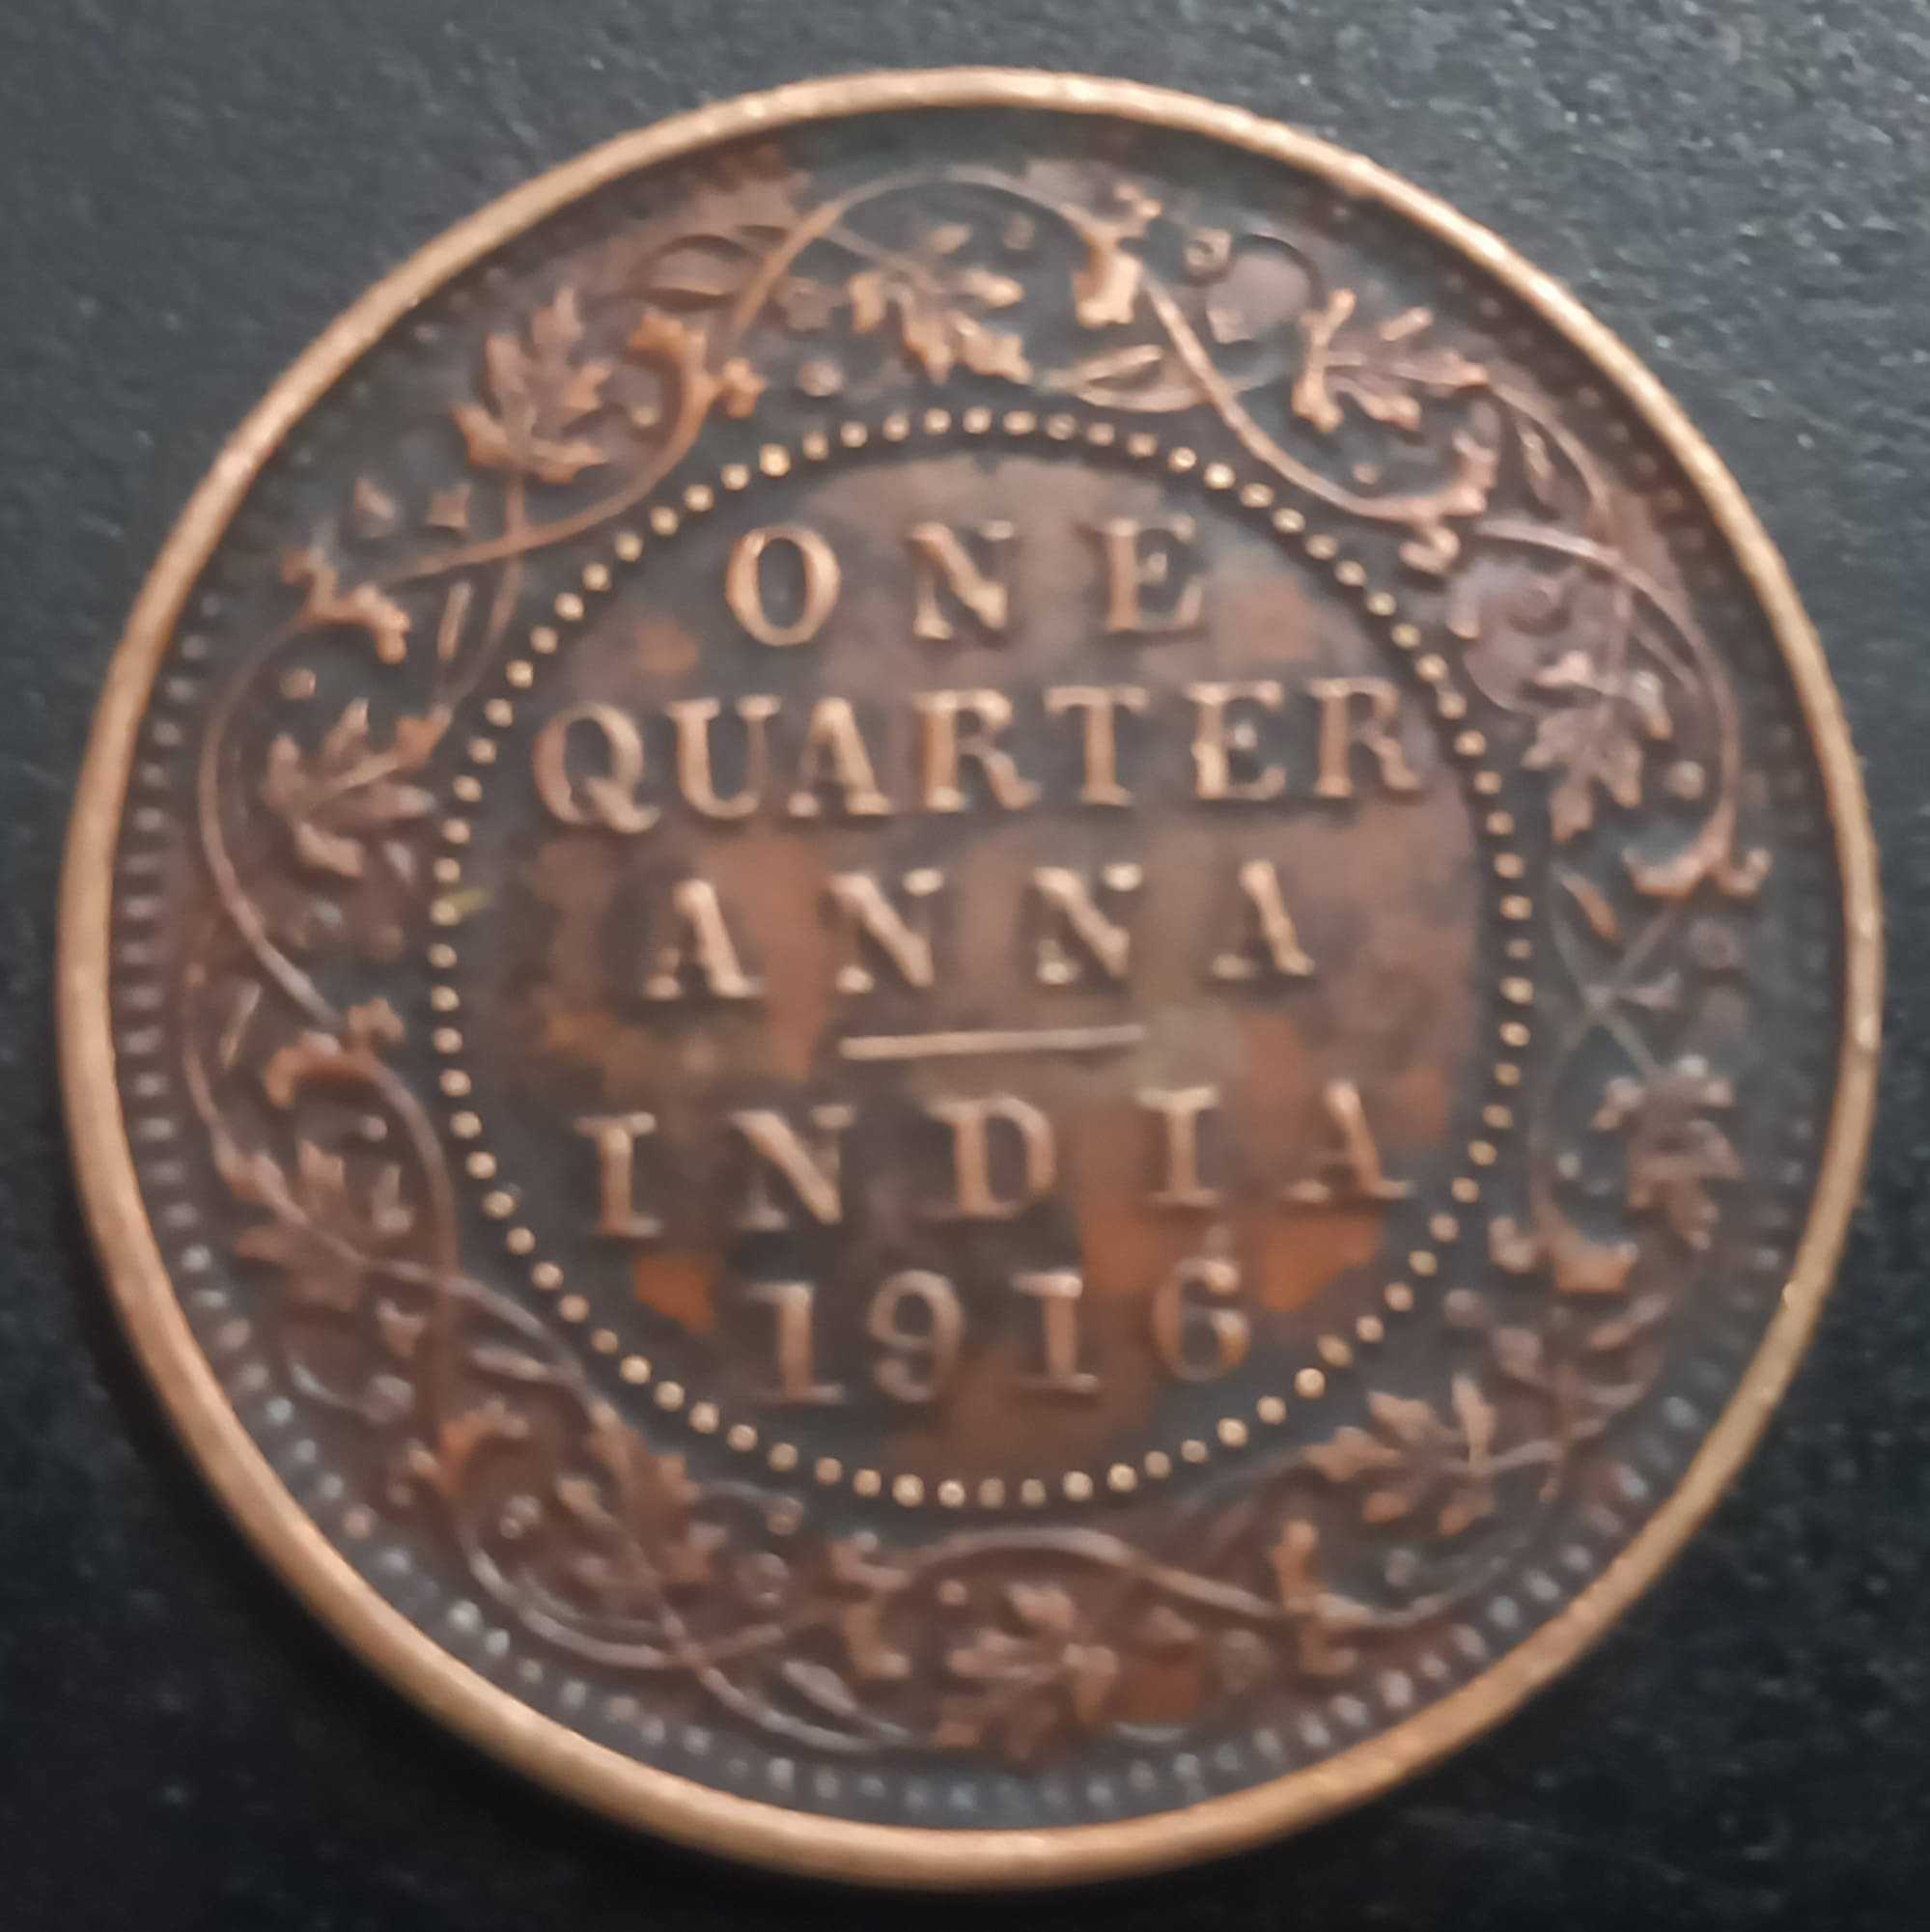 ONE
QUARTER
ANNA
INDIA
1916